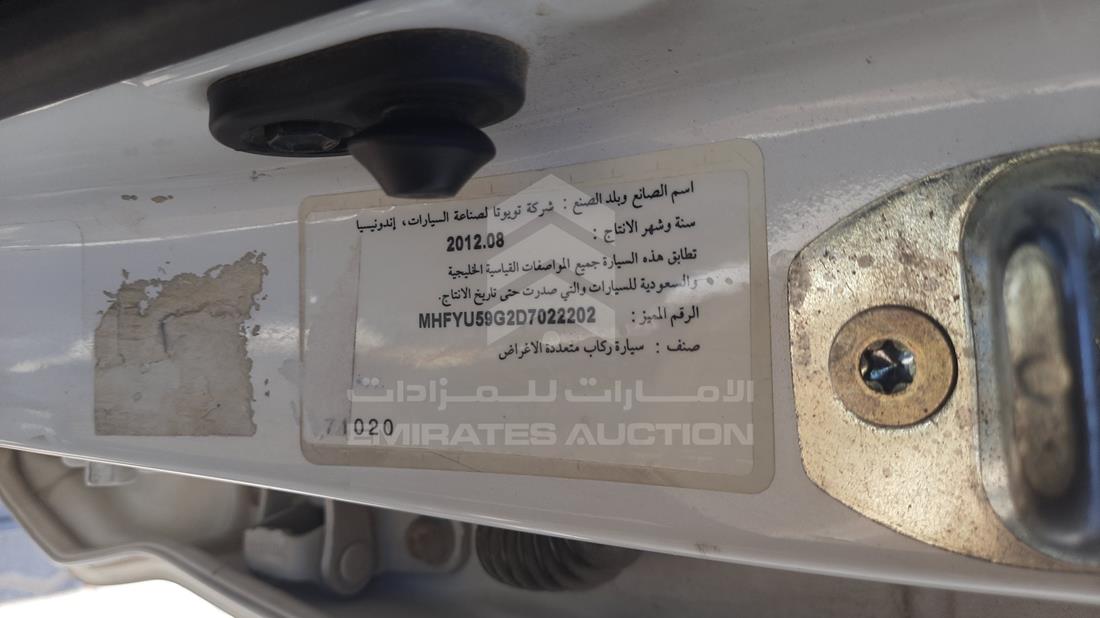 اسم الصانع وبلد الصنع : شركة تويوتا لصناعة السيارات، إندونيسيا
سنة وشهر الانتاج : 2012.08
تطابق هذه السيارة جميع المواصفات القياسية الخليجية
والسعودية للسيارات والتي صدرت حتى تاريخ الانتاج.
الرقم المميز : MHFYU59G2D7022202
صنف : سيارة ركاب متعددة الاغراض
71020
الامارات للمزادات
EMIRATES AUCTION